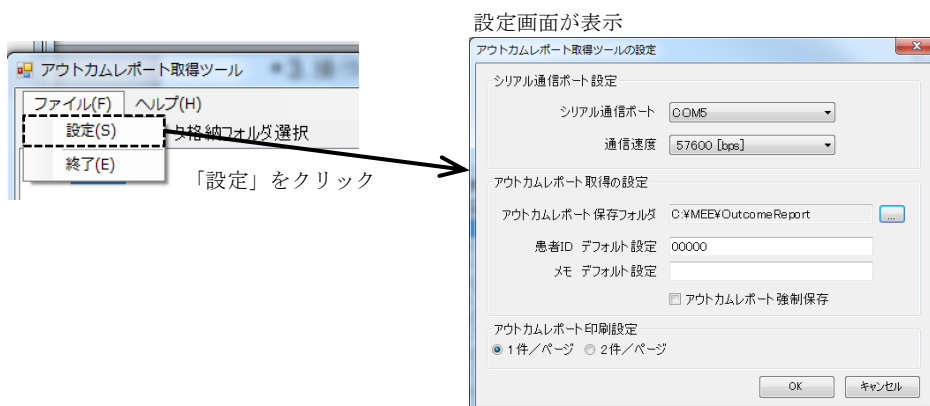 設定画面が表示
アウトカムレポート取得ツール
ファイル(F) ヘルプ(H)
設定(S)
タ格納フォルダ選択
終了(E)
「設定」をクリック
アウトカムレポート取得ツールの設定
シリアル通信ポート設定
シリアル通信ポート COM5
通信速度 57600 [bps]
アウトカムレポート取得の設定
アウトカムレポート保存フォルダ C:¥MEE¥OutcomeReport ...
患者ID デフォルト設定 00000
メモ デフォルト設定
アウトカムレポート強制保存
アウトカムレポート印刷設定
1件／ページ 2件／ページ
OK キャンセル